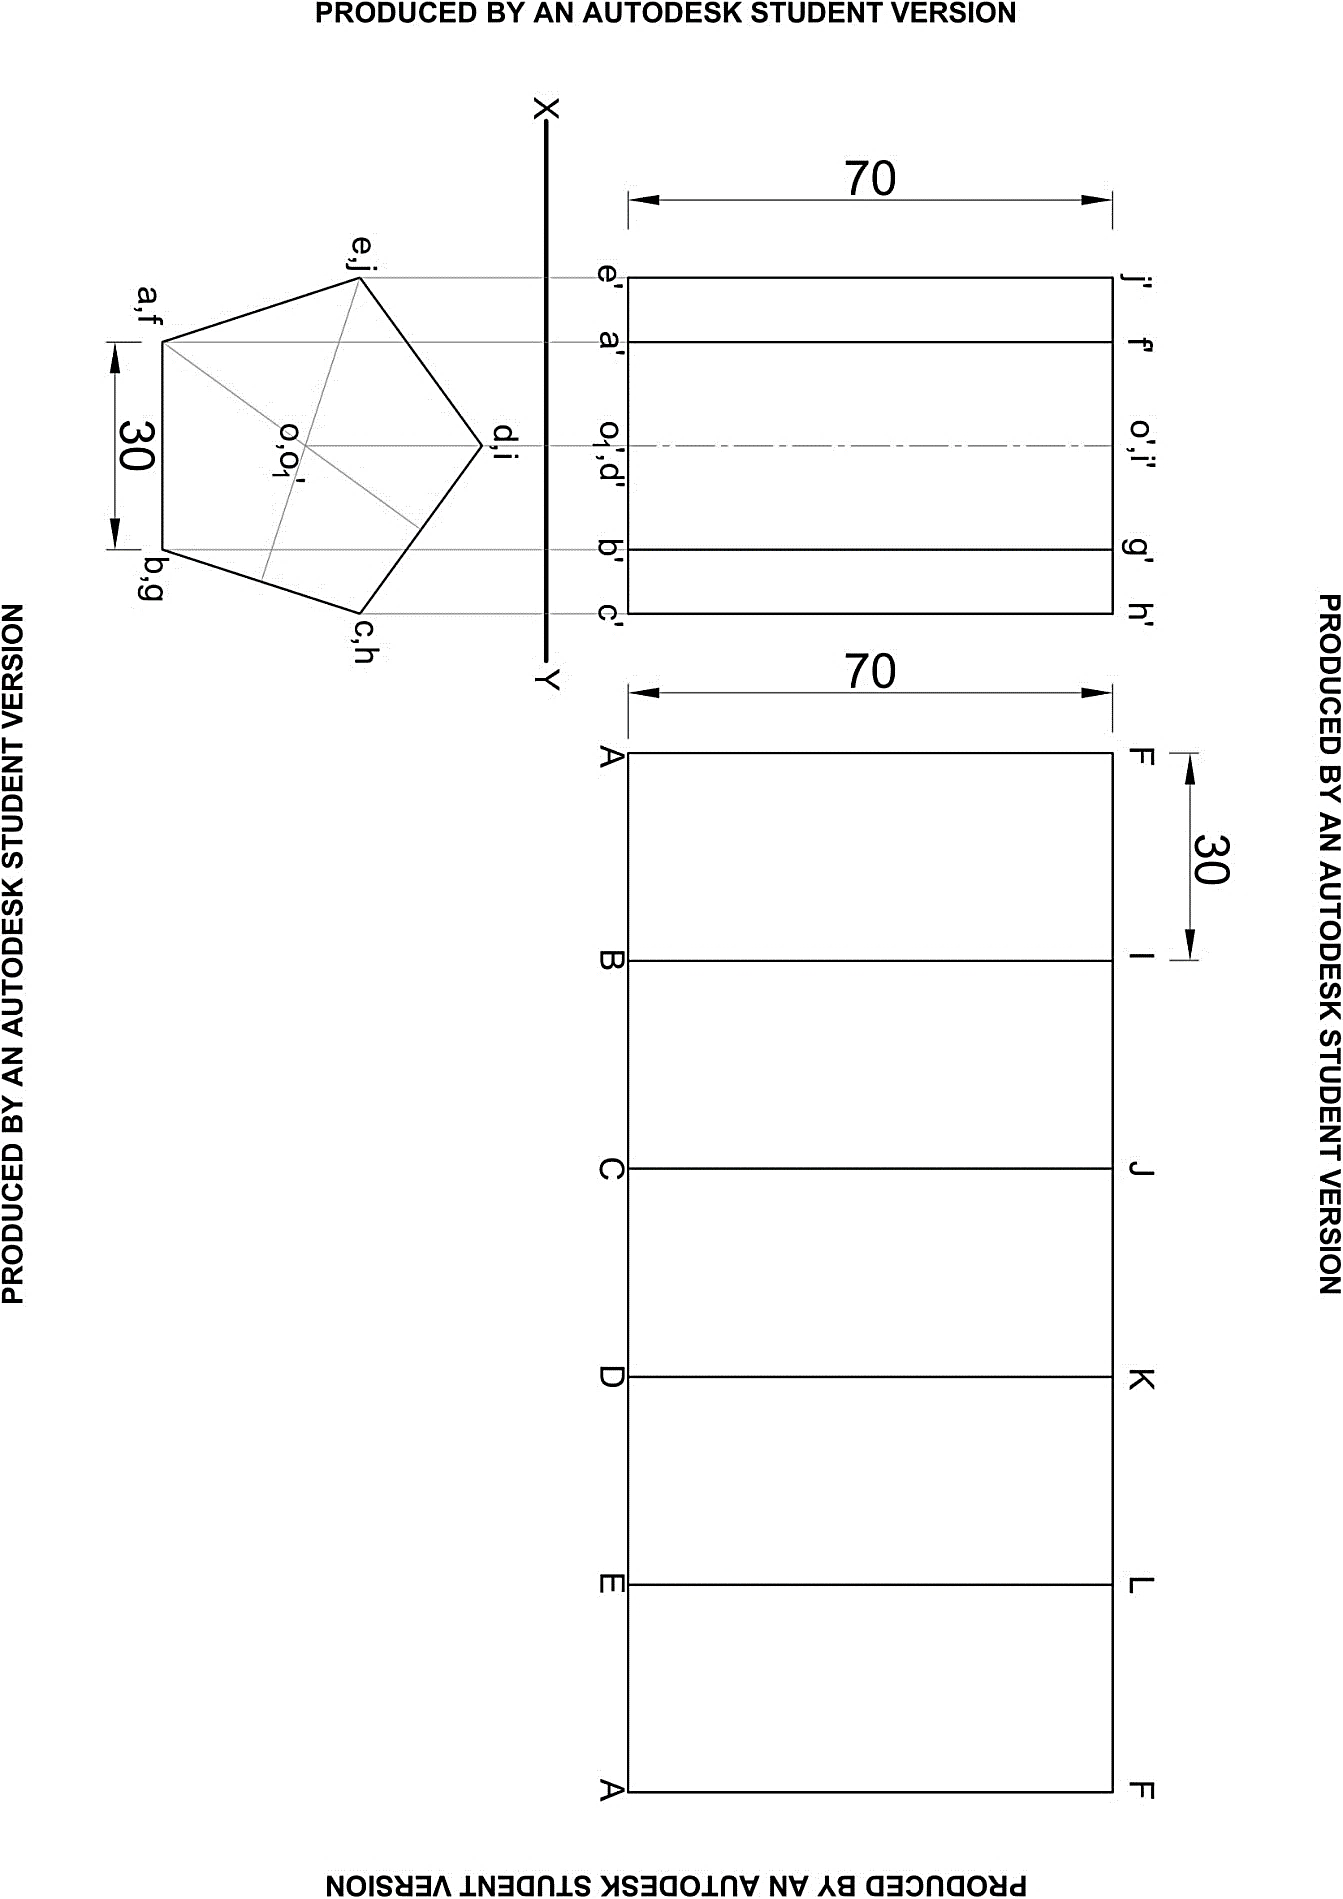 PRODUCED BY AN AUTODESK STUDENT VERSION
X
70
e,j
e'
j'
a,f
a'
f'
30
o,o1'
d,i
o1',d'
o',i'
b,g
b'
g'
c,h
c'
h'
Y
70
A
F
30
B
I
C
J
D
K
E
L
A
F
PRODUCED BY AN AUTODESK STUDENT VERSION
PRODUCED BY AN AUTODESK STUDENT VERSION
PRODUCED BY AN AUTODESK STUDENT VERSION